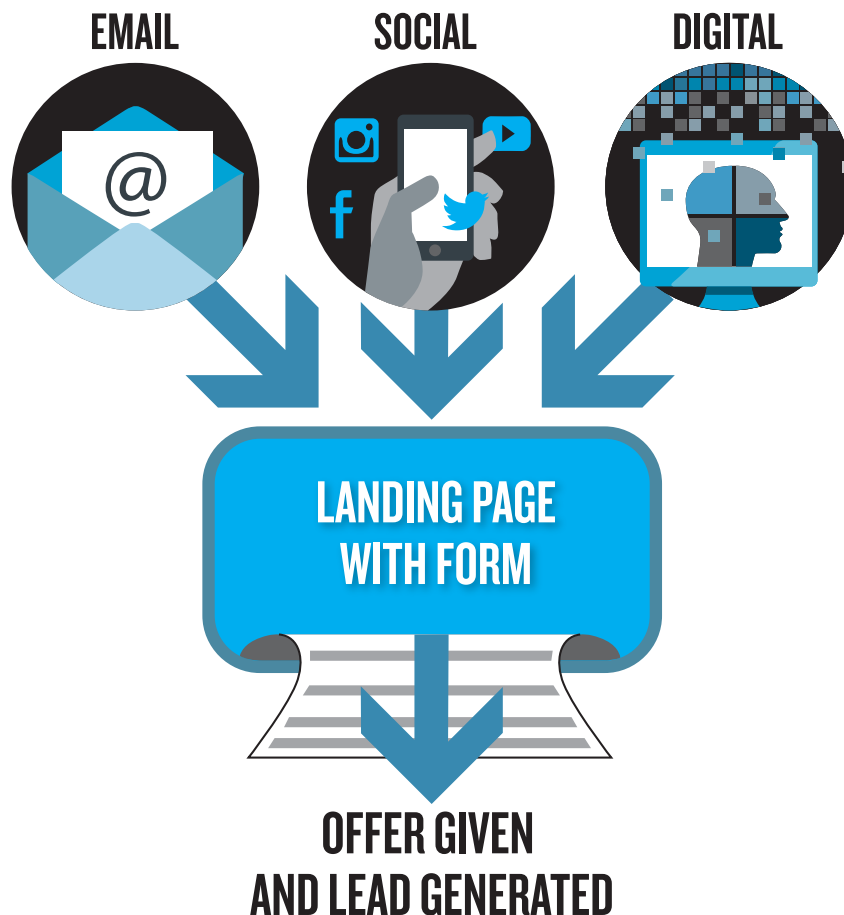 EMAIL
SOCIAL
DIGITAL
@
f
LANDING PAGE
WITH FORM
OFFER GIVEN
AND LEAD GENERATED